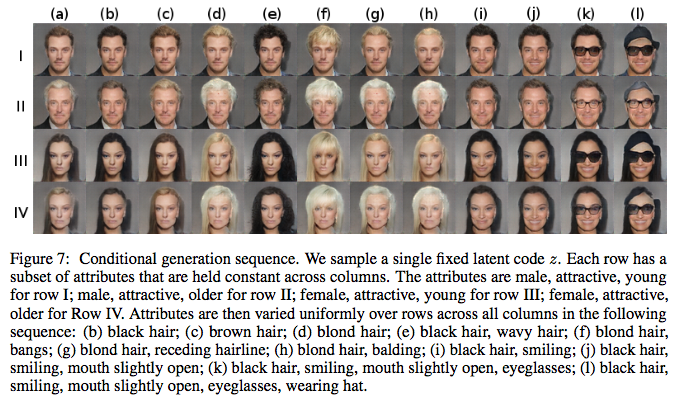 (a) (b) (c) (d) (e) (f) (g) (h) (i) (j) (k) (l)
I
II
III
IV
Figure 7: Conditional generation sequence. We sample a single fixed latent code z. Each row has a
subset of attributes that are held constant across columns. The attributes are male, attractive, young
for row I; male, attractive, older for row II; female, attractive, young for row III; female, attractive,
older for Row IV. Attributes are then varied uniformly over rows across all columns in the following
sequence: (b) black hair; (c) brown hair; (d) blond hair; (e) black hair, wavy hair; (f) blond hair,
bangs; (g) blond hair, receding hairline; (h) blond hair, balding; (i) black hair, smiling; (j) black hair,
smiling, mouth slightly open; (k) black hair, smiling, mouth slightly open, eyeglasses; (l) black hair,
smiling, mouth slightly open, eyeglasses, wearing hat.